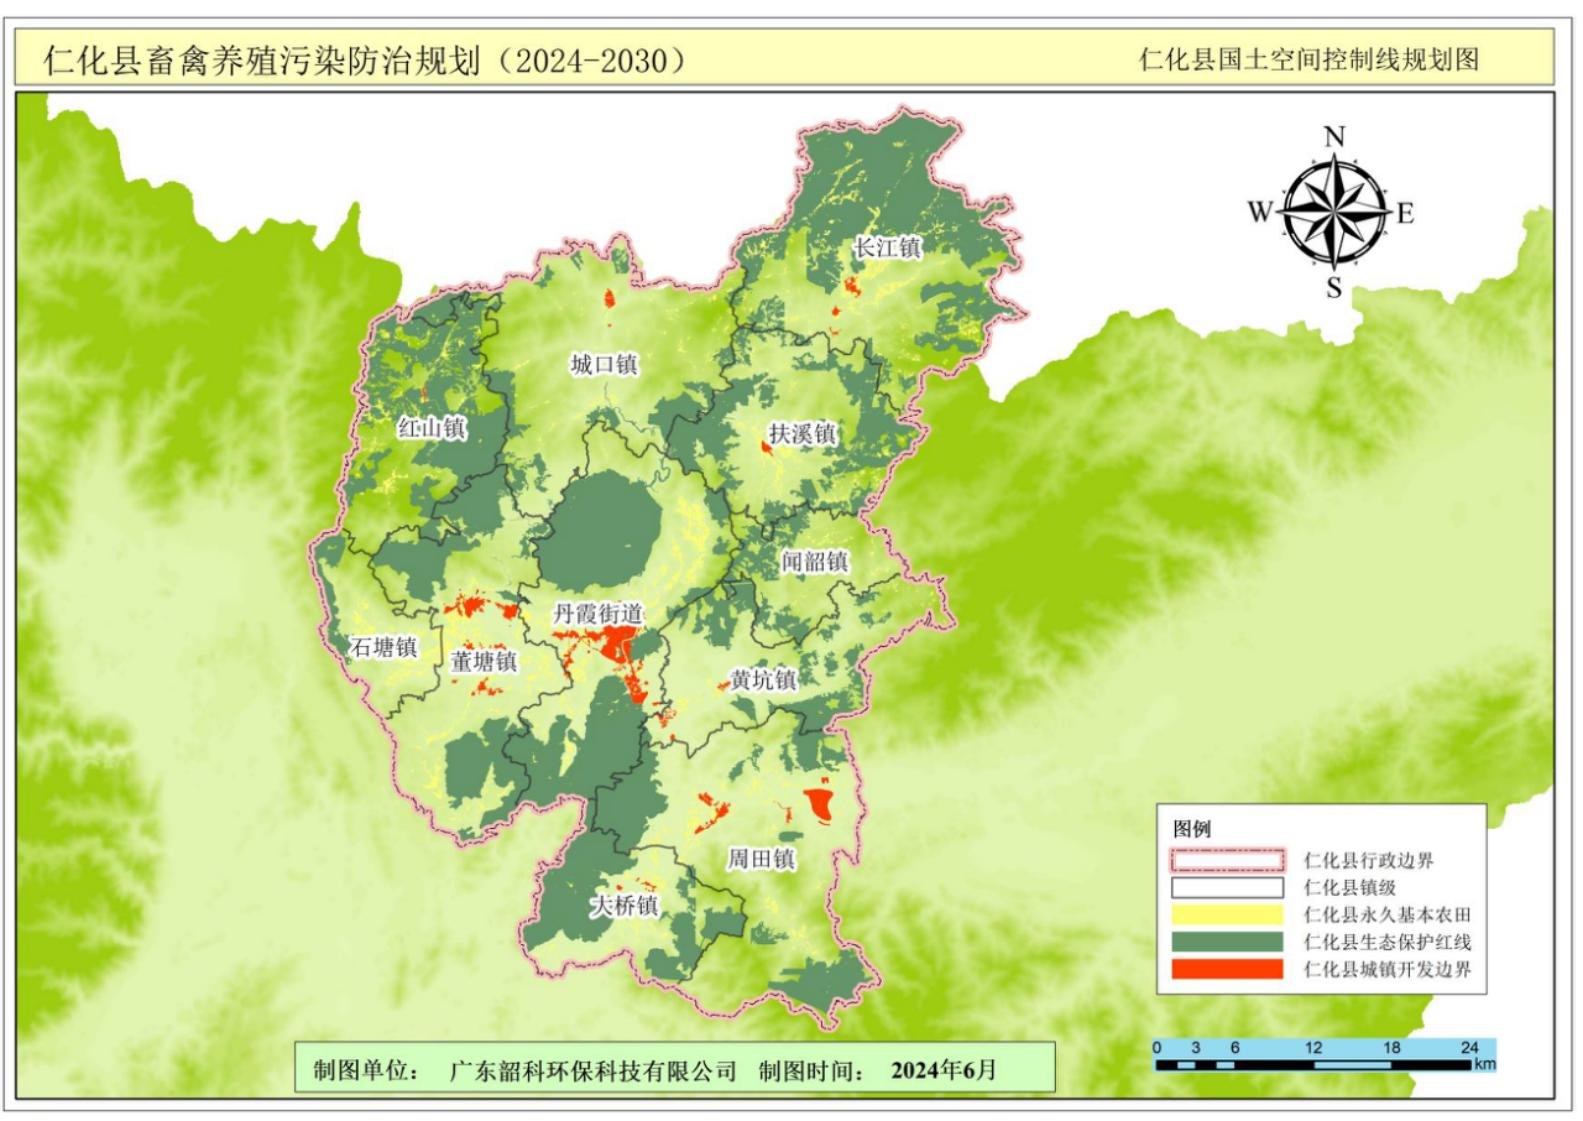 仁化县畜禽养殖污染防治规划（2024-2030）
仁化县国土空间控制线规划图
N
W
E
S
长江镇
城口镇
红山镇
扶溪镇
闻韶镇
丹霞街道
石塘镇
董塘镇
黄坑镇
周田镇
大桥镇
图例
仁化县行政边界
仁化县镇级
仁化县永久基本农田
仁化县生态保护红线
仁化县城镇开发边界
0 3 6 12 18 24
km
制图单位： 广东韶科环保科技有限公司 制图时间： 2024年6月